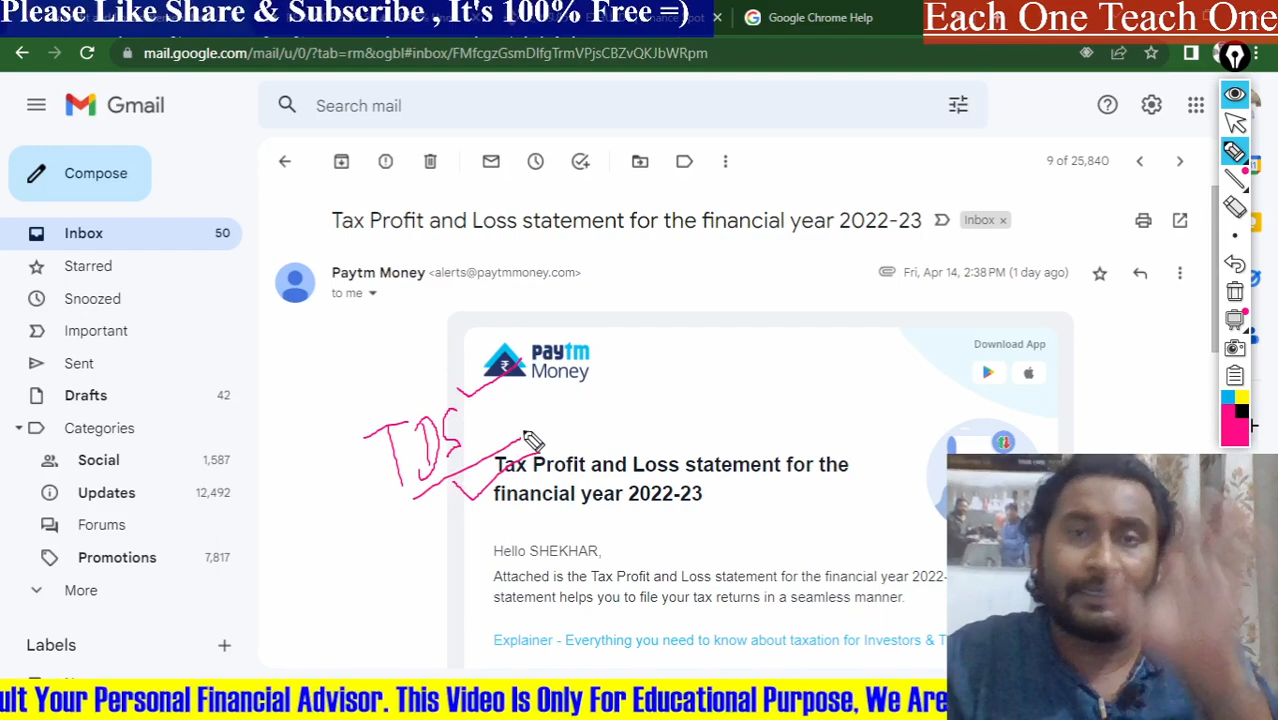 Please Like Share & Subscribe , It's 100% Free =)
Google Chrome Help
Each One Teach One
mail.google.com/mail/u/0/?tab=rm&ogbl#inbox/FMfcgzGsmDlfgTrmVPjsCBZvQKJbWRpm
Gmail
Search mail
Compose
9 of 25,840
Inbox 50
Tax Profit and Loss statement for the financial year 2022-23
Inbox ×
Starred
Paytm Money <alerts@paytmmoney.com>
Fri, Apr 14, 2:38 PM (1 day ago)
Snoozed
to me
Important
Sent
Download App
paytm
Money
Drafts 42
Categories
TDS
Social 1,587
Tax Profit and Loss statement for the
financial year 2022-23
Updates 12,492
Forums
Promotions 7,817
Hello SHEKHAR,
Attached is the Tax Profit and Loss statement for the financial year 2022-
More
statement helps you to file your tax returns in a seamless manner.
Explainer - Everything you need to know about taxation for Investors & T
Labels
ult Your Personal Financial Advisor. This Video Is Only For Educational Purpose, We Are